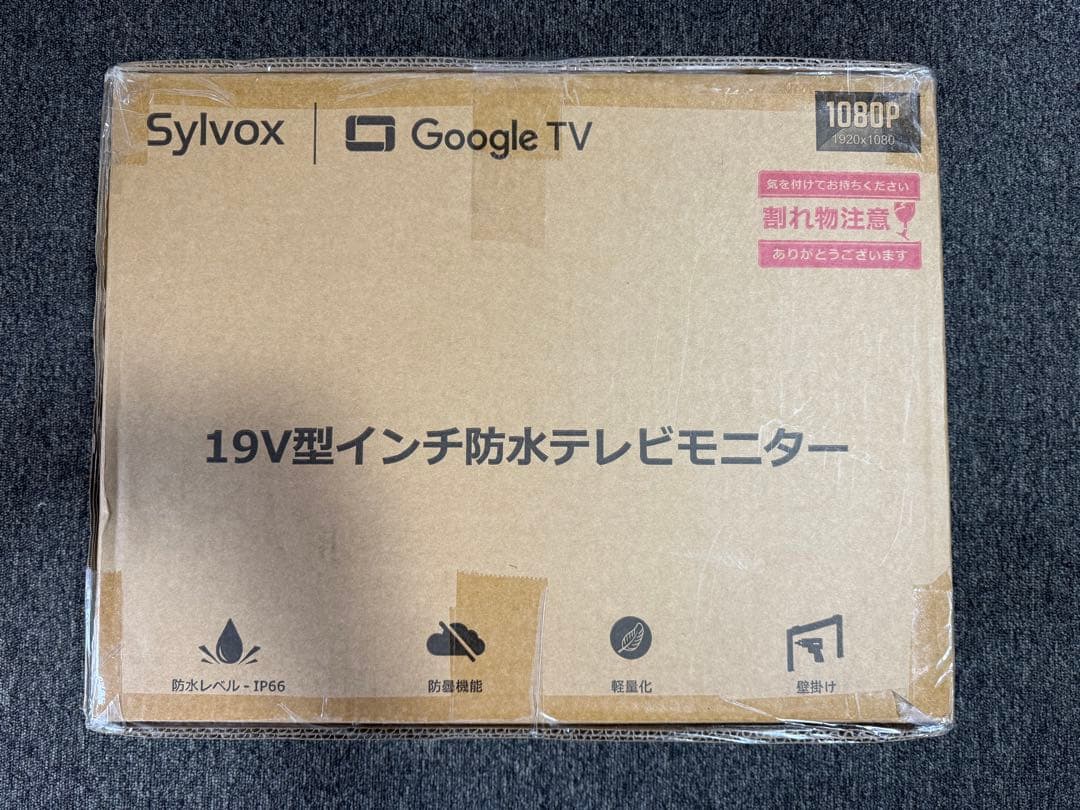 Sylvox Google TV
1080P
1920x1080
気を付けてお持ちください
割れ物注意
ありがとうございます
19V型インチ防水テレビモニター
防水レベル - IP66
防曇機能
軽量化
壁掛け